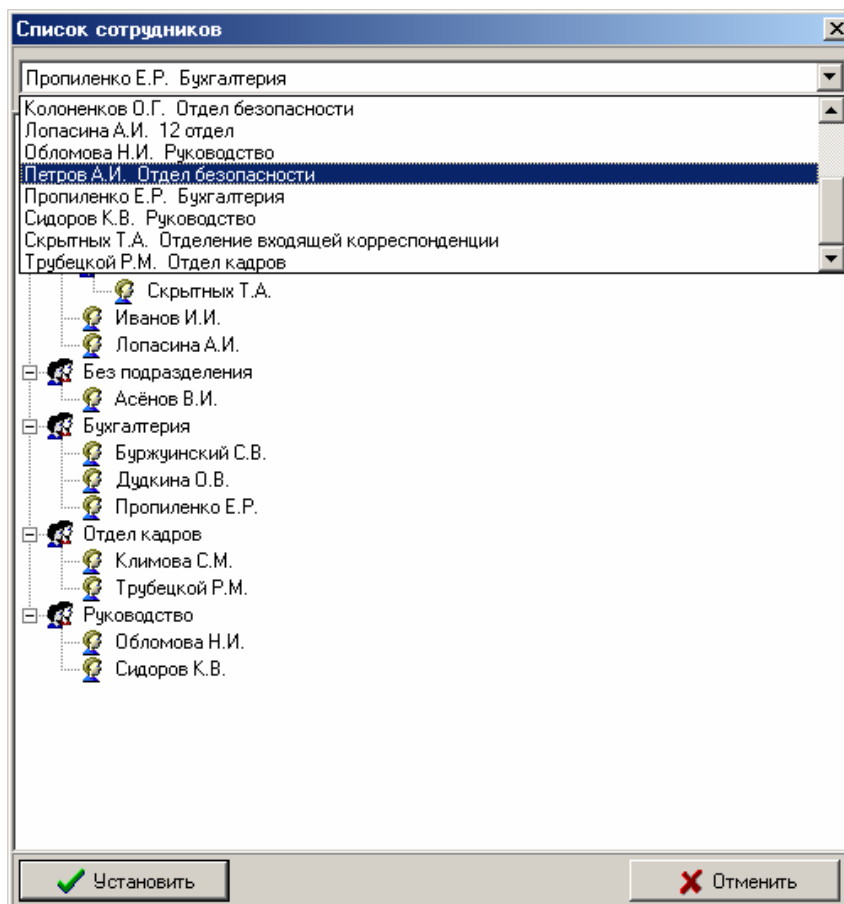 Список сотрудников
Пропиленко Е.Р. Бухгалтерия
Колоненков О.Г. Отдел безопасности
Лопасина А.И. 12 отдел
Обломова Н.И. Руководство
Петров А.И. Отдел безопасности
Пропиленко Е.Р. Бухгалтерия
Сидоров К.В. Руководство
Скрытных Т.А. Отделение входящей корреспонденции
Трубецкой Р.М. Отдел кадров
Скрытных Т.А.
Иванов И.И.
Лопасина А.И.
Без подразделения
Асёнов В.И.
Бухгалтерия
Буржуинский С.В.
Дудкина О.В.
Пропиленко Е.Р.
Отдел кадров
Климова С.М.
Трубецкой Р.М.
Руководство
Обломова Н.И.
Сидоров К.В.
Установить
Отменить